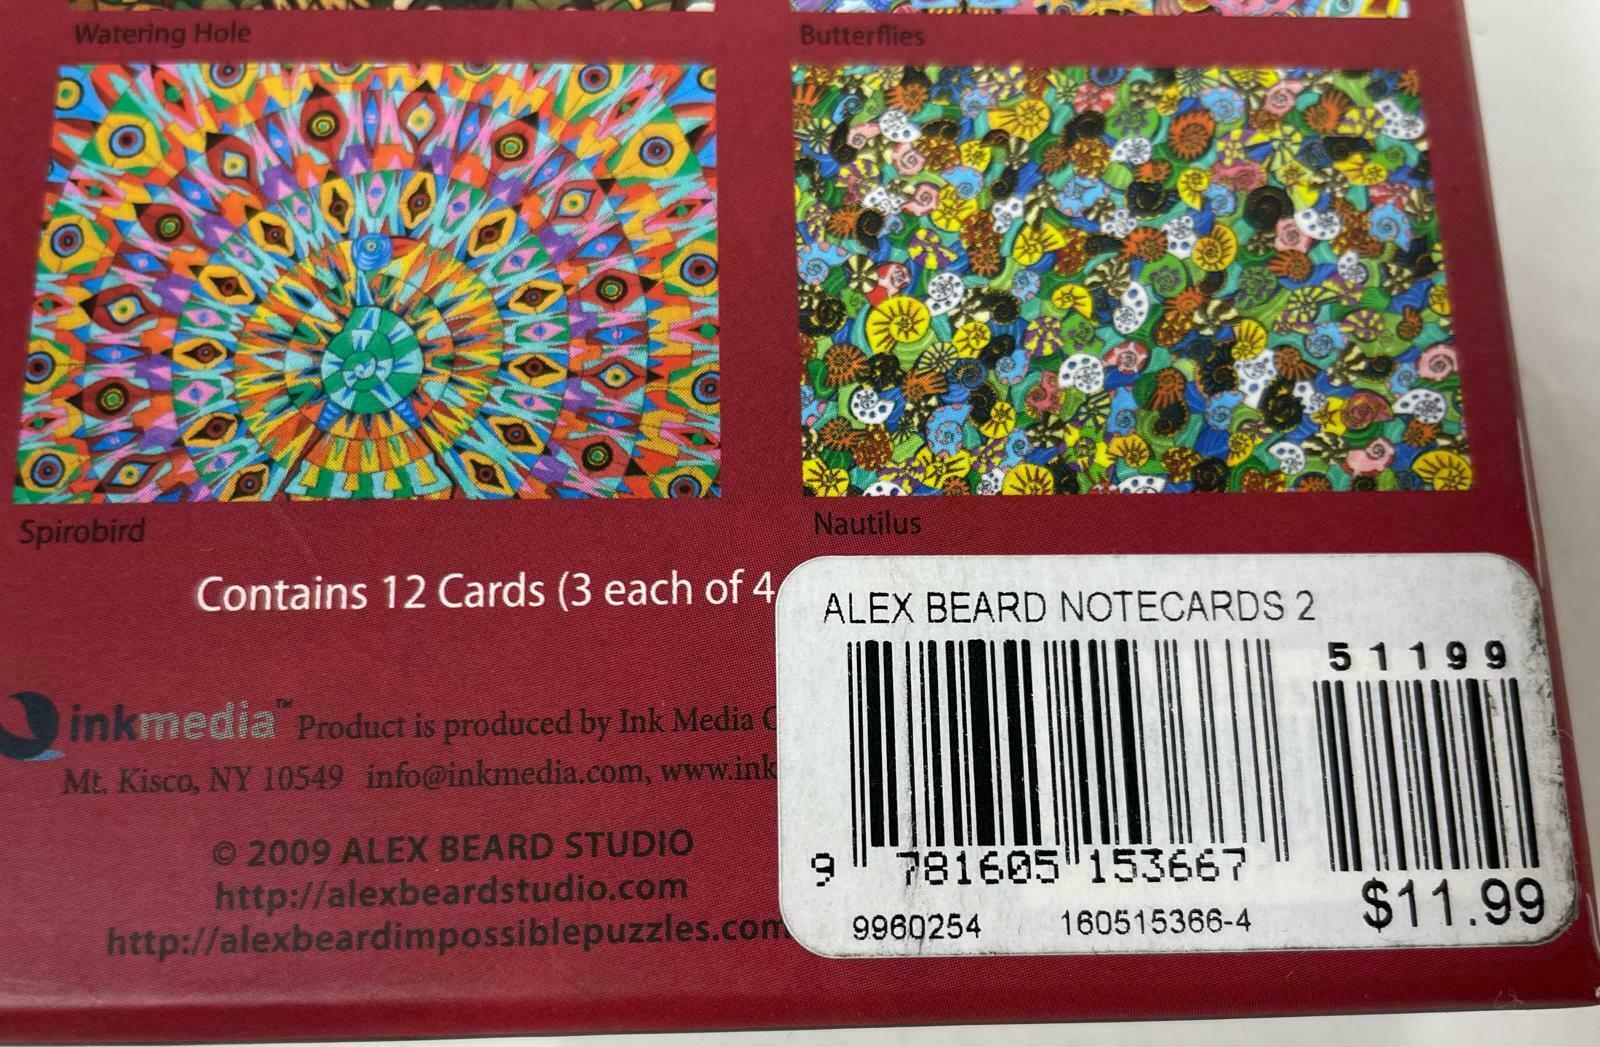 Watering Hole
Butterflies
Spirobird
Nautilus
Contains 12 Cards (3 each of 4
inkmedia™ Product is produced by Ink Media
Mt. Kisco, NY 10549 info@inkmedia.com, www.ink
© 2009 ALEX BEARD STUDIO
http://alexbeardstudio.com
http://alexbeardimpossiblepuzzles.com
ALEX BEARD NOTECARDS 2
51199
9 781605 153667
9960254 160515366-4 $11.99